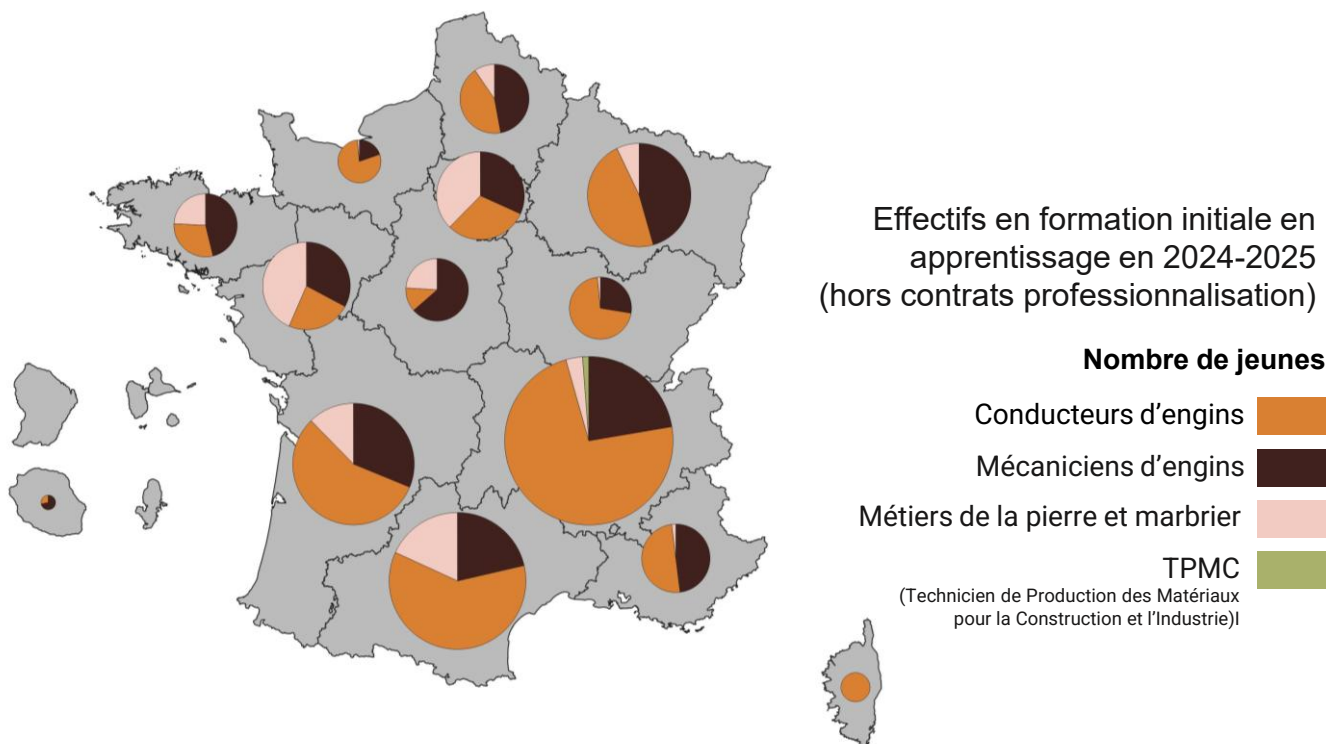 Effectifs en formation initiale en
apprentissage en 2024-2025
(hors contrats professionnalisation)
Nombre de jeunes
Conducteurs d’engins
Mécaniciens d’engins
Métiers de la pierre et marbrier
TPMC
(Technicien de Production des Matériaux
pour la Construction et l’Industrie)l